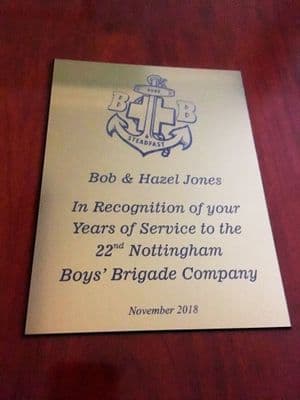 SURE
B B
& STEADFAST
Bob & Hazel Jones
In Recognition of your
Years of Service to the
22nd Nottingham
Boys' Brigade Company
November 2018